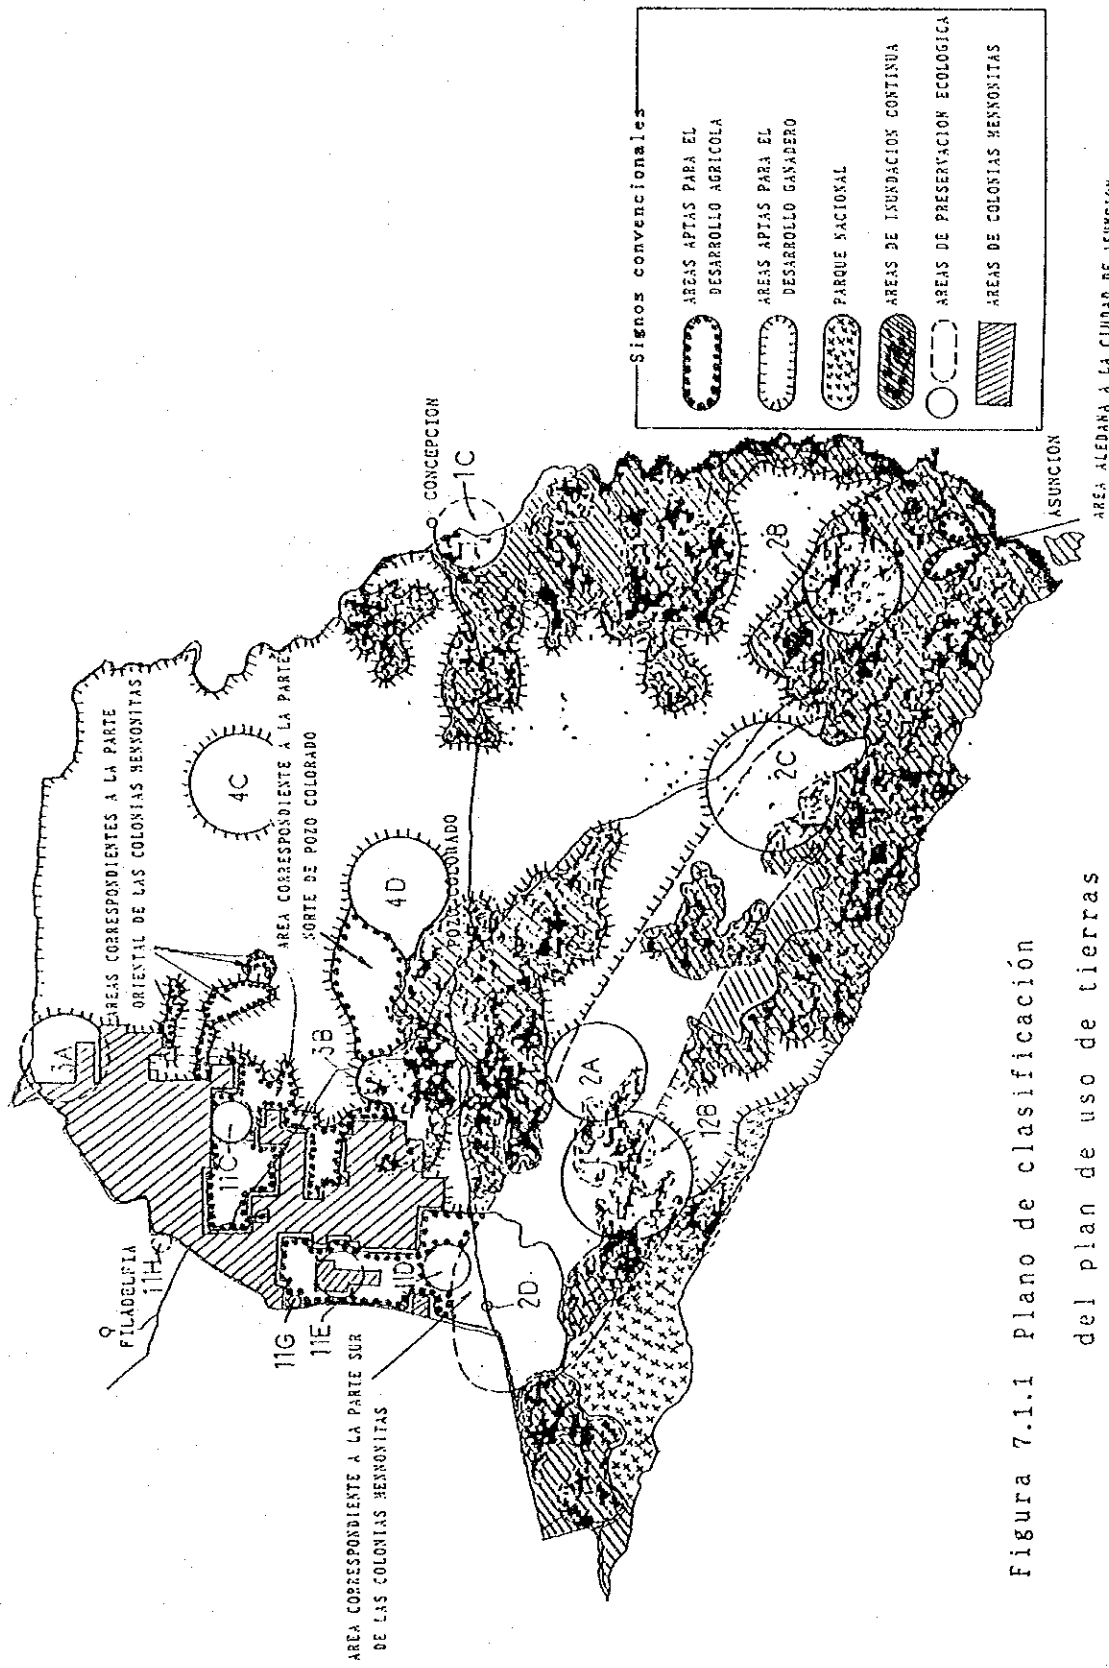 FILADELFIA
11H
11G
11E
11C
11D
3A
3B
AREAS CORRESPONDIENTES A LA PARTE
ORIENTAL DE LAS COLONIAS MENNONITAS
4C
AREA CORRESPONDIENTE A LA PARTE
NORTE DE POZO COLORADO
4D
POZO COLORADO
CONCEPCION
1C
AREA CORRESPONDIENTE A LA PARTE SUR
DE LAS COLONIAS MENNONITAS
2D
2A
12B
2C
2B
ASUNCION
AREA ALEDAÑA A LA CIUDAD DE ASUNCION
Signos convencionales
AREAS APTAS PARA EL
DESARROLLO AGRICOLA
AREAS APTAS PARA EL
DESARROLLO GANADERO
PARQUE NACIONAL
AREAS DE INUNDACION CONTINUA
AREAS DE PRESERVACION ECOLOGICA
AREAS DE COLONIAS MENNONITAS
Figura 7.1.1 Plano de clasificación
del plan de uso de tierras